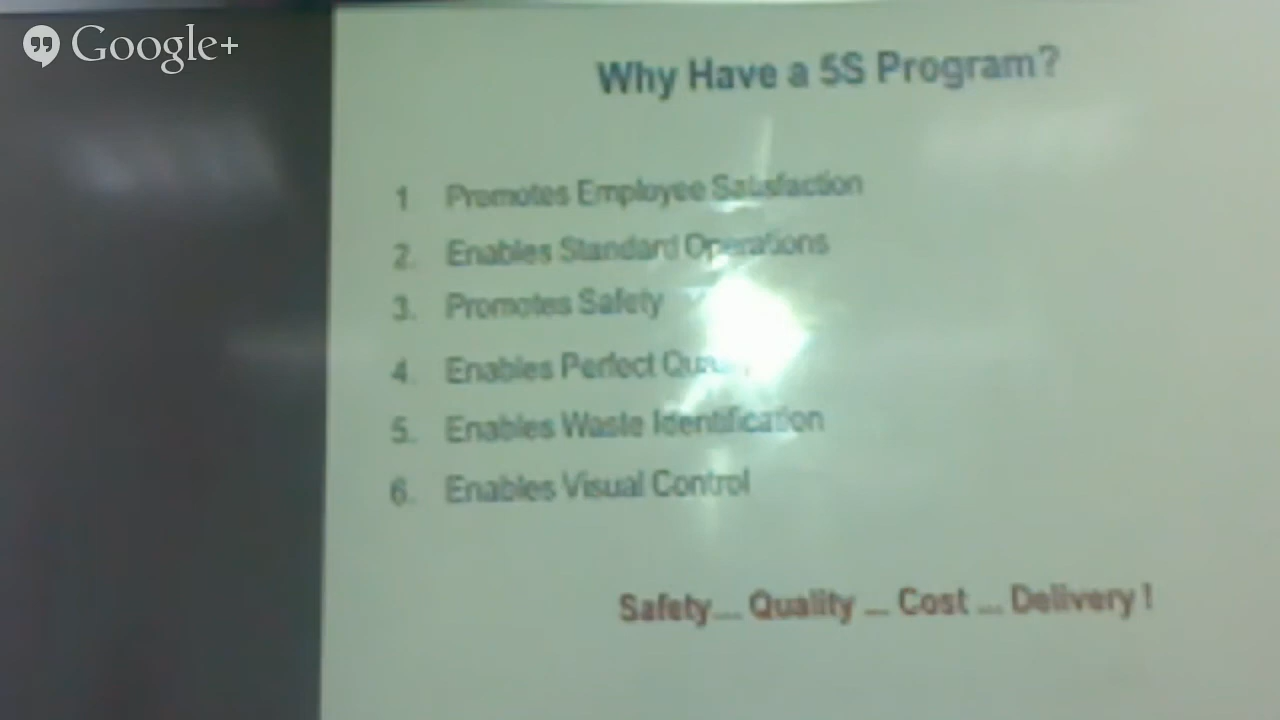 Google+
Why Have a 5S Program?
1 Promotes Employee Satisfaction
2. Enables Standard Operations
3. Promotes Safety
4. Enables Perfect
5. Enables Waste Identification
6. Enables Visual Control
Safety... Quality ... Cost ... Delivery !